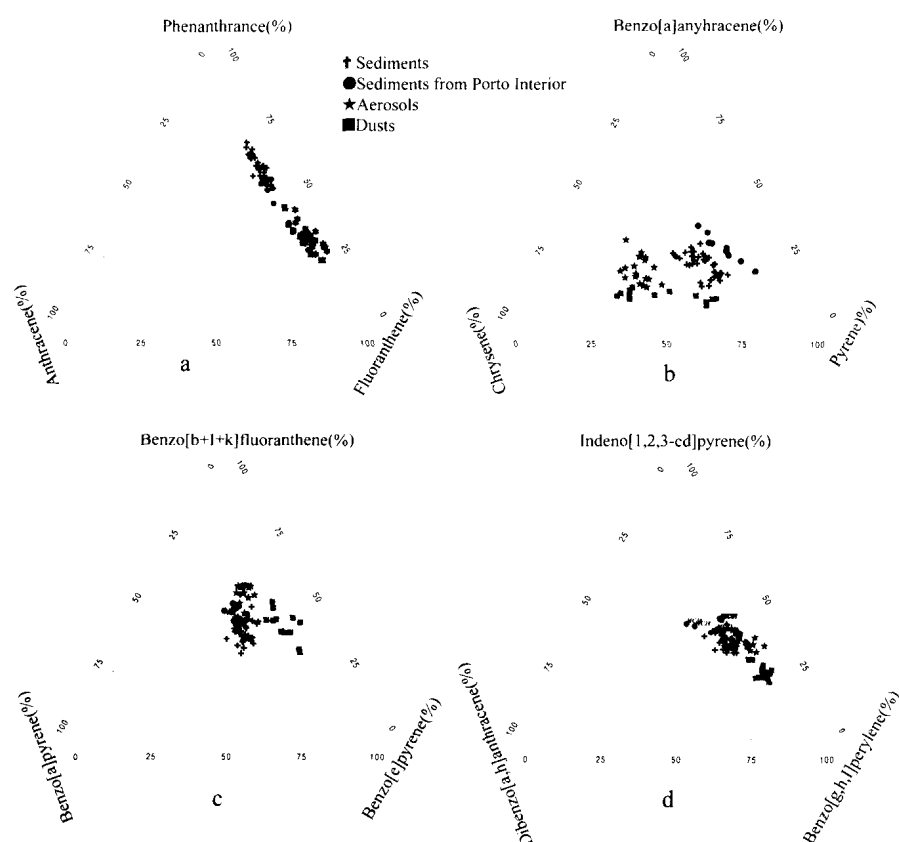 Phenanthrance(%)
0 100
25 75
50 50
75 25
100 0
0 25 50 75 100
Anthracene(%)
Fluoranthene(%)
a
✝ Sediments
●Sediments from Porto Interior
★Aerosols
■Dusts
Benzo[a]anyhracene(%)
0 100
25 75
50 50
75 25
100 0
0 25 50 75 100
Chrysene(%)
Pyrene)%)
b
Benzo[b+J+k]fluoranthene(%)
0 100
25 75
50 50
75 25
100 0
0 25 50 75 100
Benzo[a]pyrene(%)
Benzo[e]pyrene(%)
c
Indeno[1,2,3-cd]pyrene(%)
0 100
25 75
50 50
75 25
100 0
0 25 50 75 100
Dibenzo[a,h]anthracene(%)
Benzo[g,h,I]perylene(%)
d